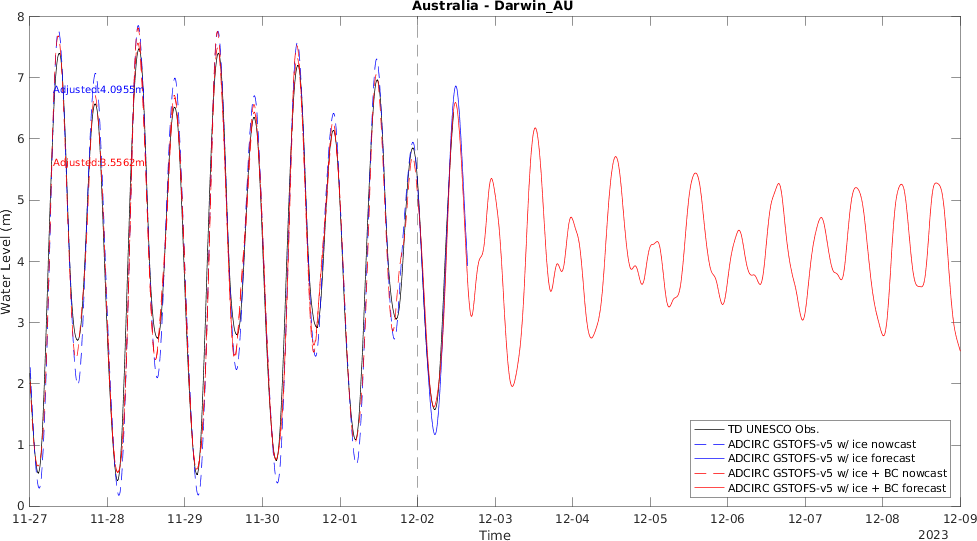 Australia - Darwin_AU
8
7
Adjusted:4.0955m
6
Adjusted:3.5562m
5
4
Water Level (m)
3
2
1
0
TD UNESCO Obs.
ADCIRC GSTOFS-v5 w/ ice nowcast
ADCIRC GSTOFS-v5 w/ ice forecast
ADCIRC GSTOFS-v5 w/ ice + BC nowcast
ADCIRC GSTOFS-v5 w/ ice + BC forecast
11-27 11-28 11-29 11-30 12-01 12-02 12-03 12-04 12-05 12-06 12-07 12-08 12-09
Time
2023